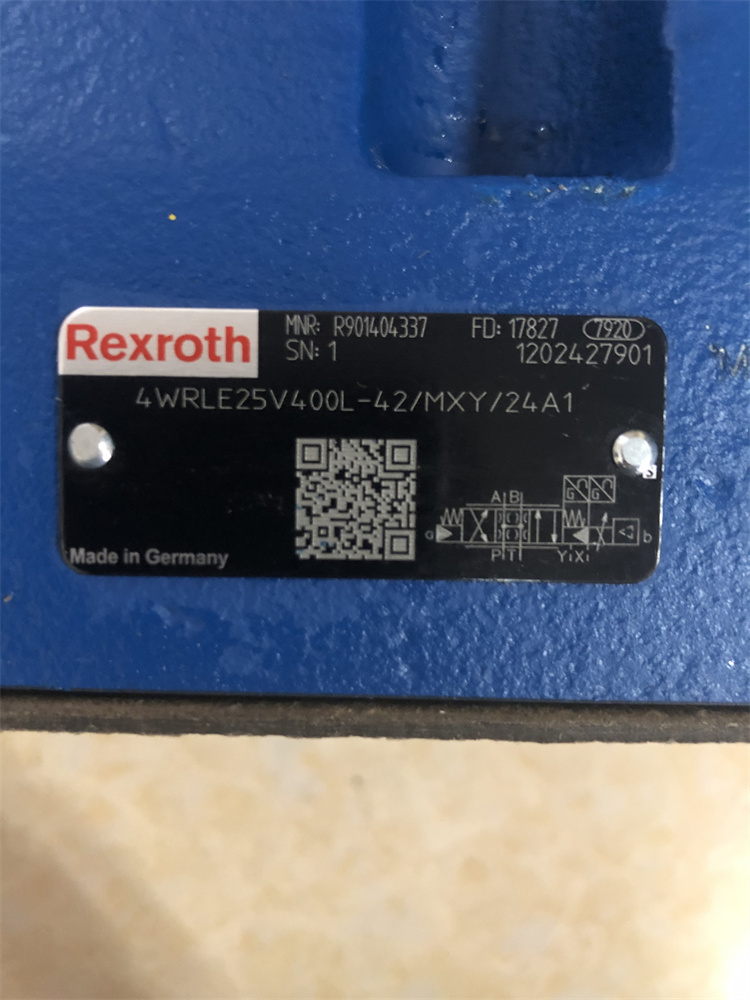 Rexroth
MNR: R901404337 FD: 17827 7920
SN: 1 1202427901
4WRLE25V400L-42/MXY/24A1
G G
A B
a b
P T Y X
Made in Germany